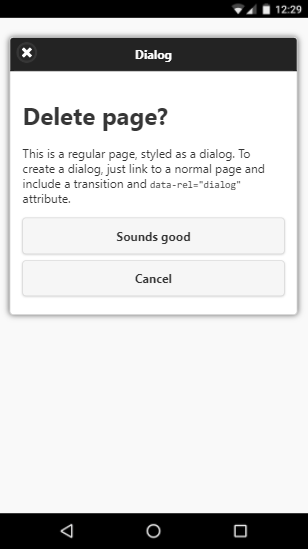 12:29
Dialog
Delete page?
This is a regular page, styled as a dialog. To
create a dialog, just link to a normal page and
include a transition and data-rel="dialog"
attribute.
Sounds good
Cancel